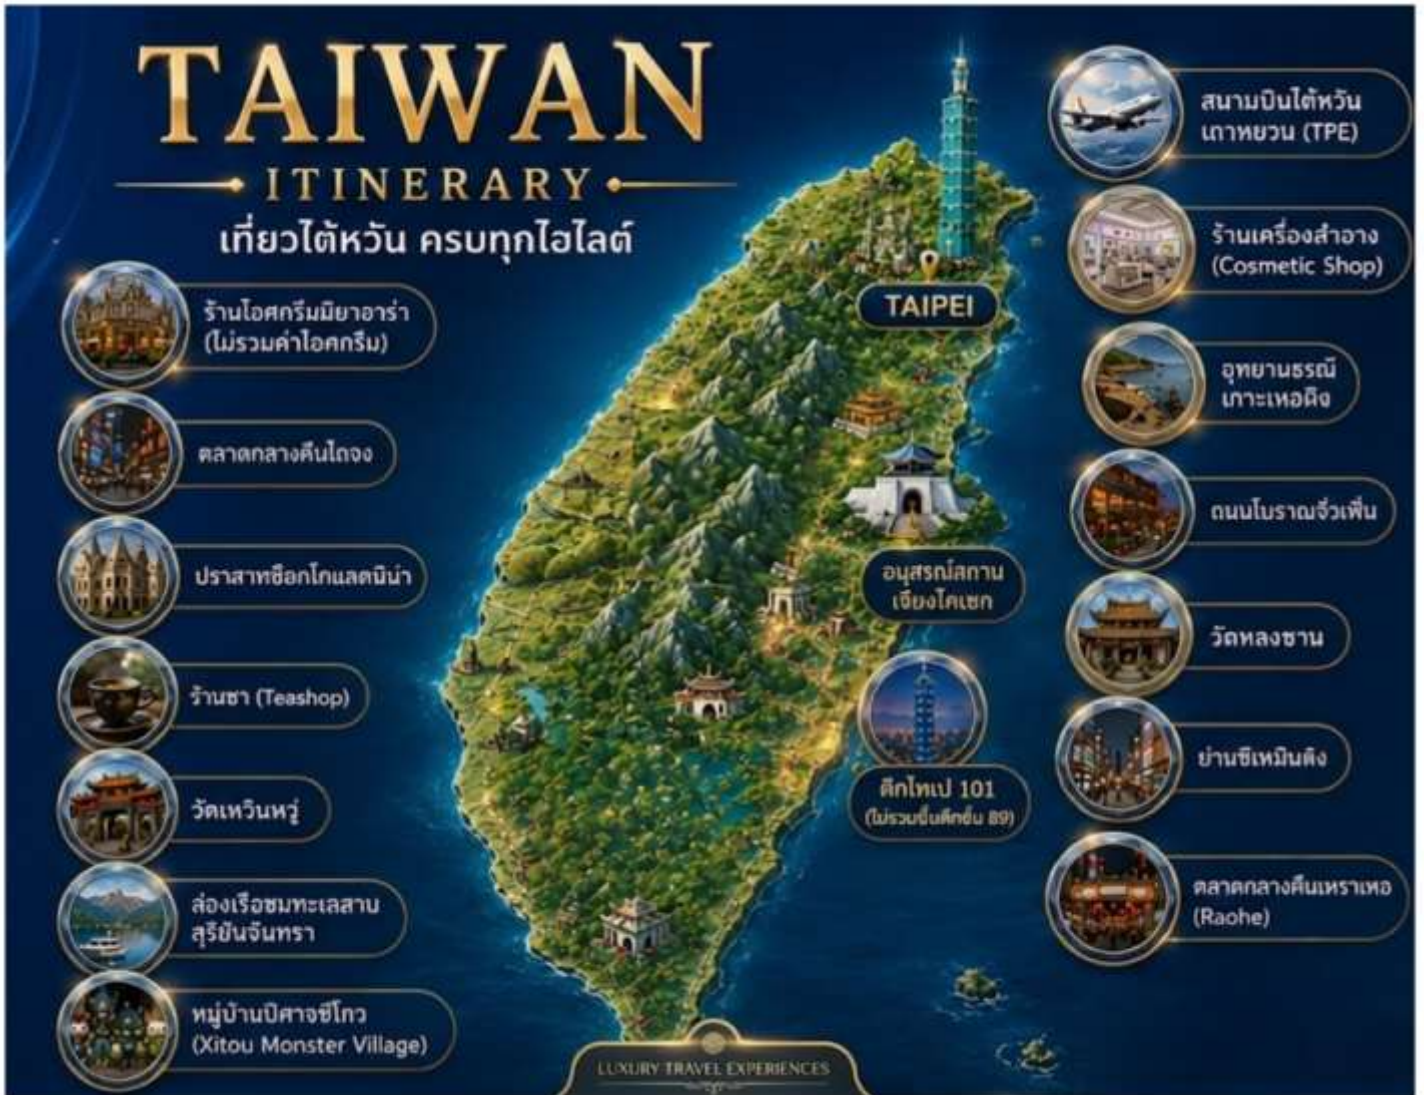 TAIWAN
ITINERARY
เที่ยวไต้หวัน ครบทุกไฮไลต์
ร้านไอศกรีมมิยาอาร่า
(ไม่รวมค่าไอศกรีม)
ตลาดกลางคืนไถจง
ปราสาทช็อกโกแลตนิน่า
ร้านชา (Teashop)
วัดเหวินหวู่
ล่องเรือชมทะเลสาบ
สุริยันจันทรา
หมู่บ้านปีศาจซีโกว
(Xitou Monster Village)
TAIPEI
อนุสรณ์สถาน
เจียงไคเชก
ตึกไทเป 101
(ไม่รวมขึ้นตึกชั้น 89)
สนามบินไต้หวัน
เถาหยวน (TPE)
ร้านเครื่องสำอาง
(Cosmetic Shop)
อุทยานธรณี
เกาะเหอผิง
ถนนโบราณจิ่วเฟิ่น
วัดหลงซาน
ย่านซีเหมินติง
ตลาดกลางคืนเหราเหอ
(Raohe)
LUXURY TRAVEL EXPERIENCES